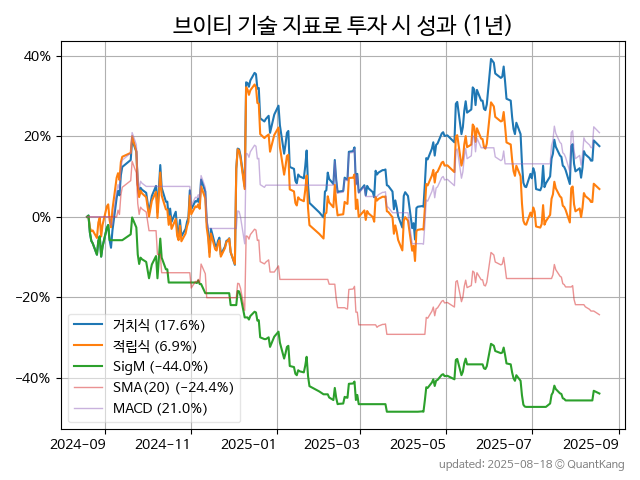 브이티 기술 지표로 투자 시 성과 (1년)
40%
20%
0%
−20%
−40%
거치식 (17.6%)
적립식 (6.9%)
SigM (−44.0%)
SMA(20) (−24.4%)
MACD (21.0%)
2024-09 2024-11 2025-01 2025-03 2025-05 2025-07 2025-09
updated: 2025-08-18 © QuantKang